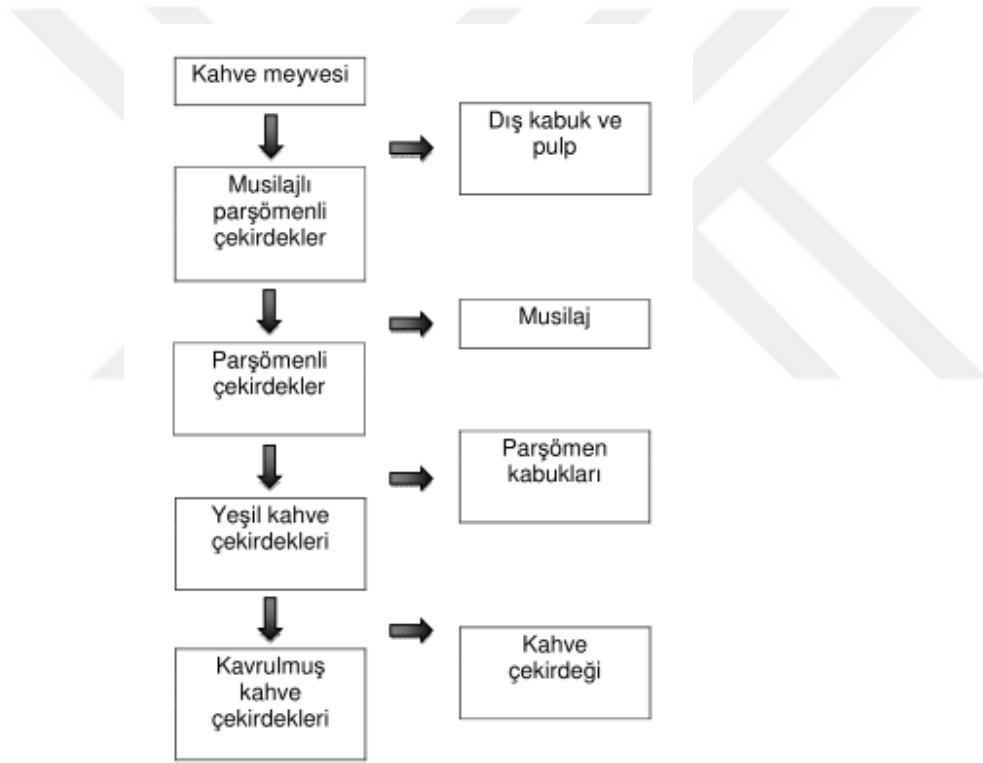 Kahve meyvesi
Dış kabuk ve
pulp
Musilajlı
parşömenli
çekirdekler
Musilaj
Parşömenli
çekirdekler
Parşömen
kabukları
Yeşil kahve
çekirdekleri
Kahve
çekirdeği
Kavrulmuş
kahve
çekirdekleri